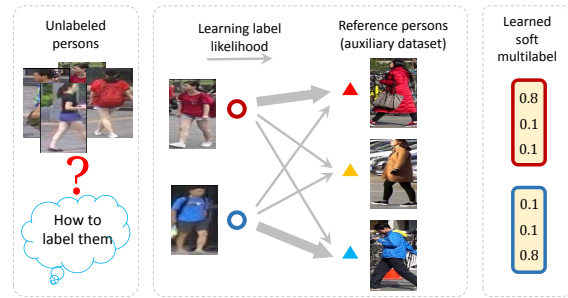 Unlabeled
persons
?
How to
label them
Learning label
likelihood
Reference persons
(auxiliary dataset)
Learned
soft
multilabel
0.8
0.1
0.1
0.1
0.1
0.8